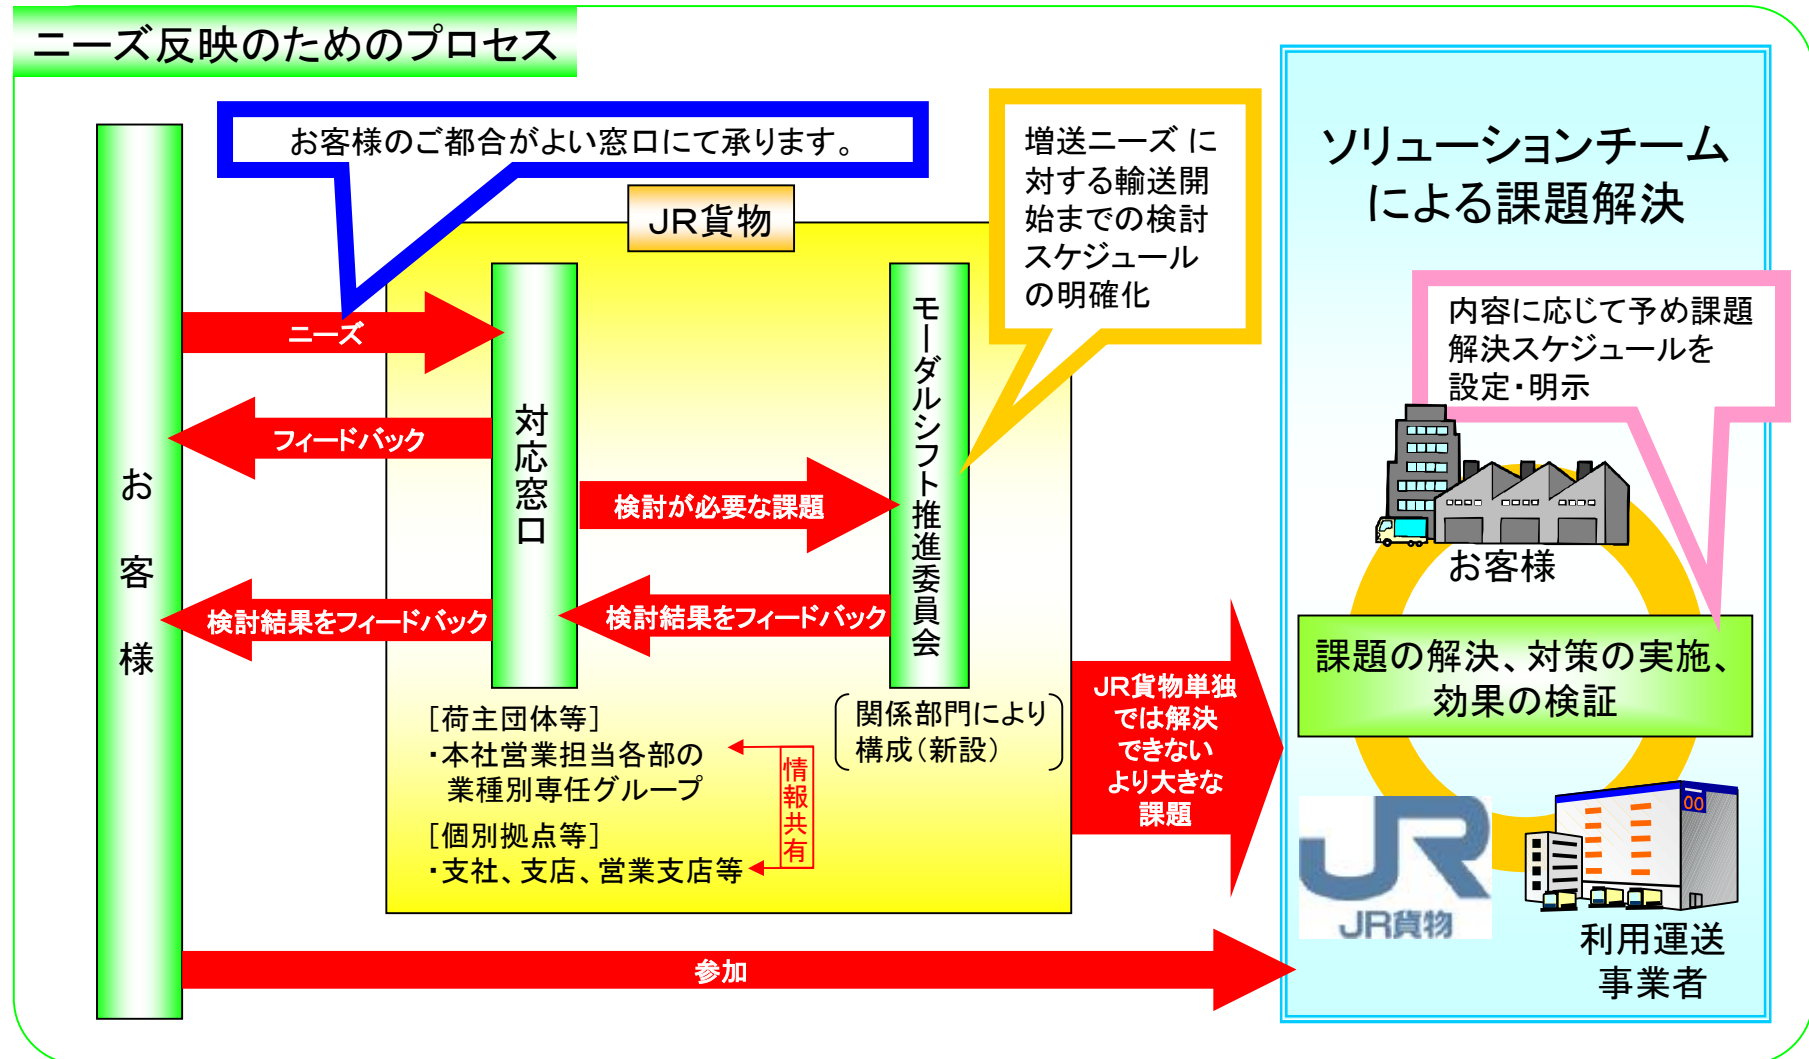 ニーズ反映のためのプロセス
お客様のご都合がよい窓口にて承ります。
増送ニーズ に
対する輸送開
始までの検討
スケジュール
の明確化
ソリューションチーム
による課題解決
内容に応じて予め課題
解決スケジュールを
設定・明示
JR貨物
お客様
ニーズ
フィードバック
対応窓口
検討が必要な課題
モーダルシフト推進委員会
検討結果をフィードバック
検討結果をフィードバック
[荷主団体等]
・本社営業担当各部の
業種別専任グループ
[個別拠点等]
・支社、支店、営業支店等
情報共有
関係部門により
構成(新設)
JR貨物単独
では解決
できない
より大きな
課題
参加
お客様
課題の解決、対策の実施、
効果の検証
JR
JR貨物
00
利用運送
事業者